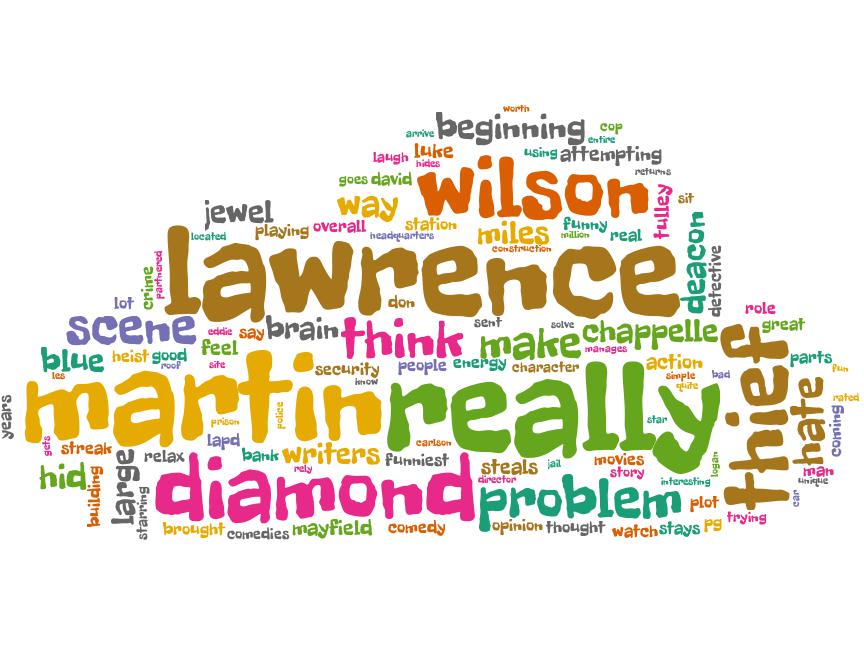 worth
arrive beginning cop
entire
laugh luke hides using attempting
returns
goes david wilson tulley sit
jewel way station miles funny
located playing overall headquarters million real deacon
construction detective
partnered crime lawrence
lot don
role
scene eddie say brain think sent solve make chappelle great
blue heist good feel manages thief
roof site security people energy character action parts
les know simple bad fun
quite
years martin really hate rated
prison police star coming
gets streak lapd carlson
relax bank writers funniest steals jail movies logan man
hid large rely story unique
building diamond director interesting
starring problem plot car
trying
brought comedies mayfield comedy opinion thought watch stays pg